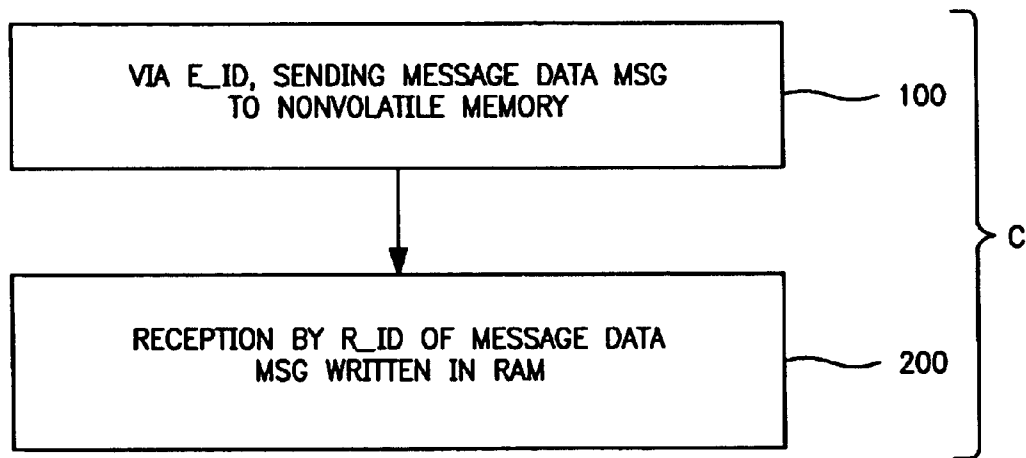 VIA E_ID, SENDING MESSAGE DATA MSG
TO NONVOLATILE MEMORY
100
C
RECEPTION BY R_ID OF MESSAGE DATA
MSG WRITTEN IN RAM
200